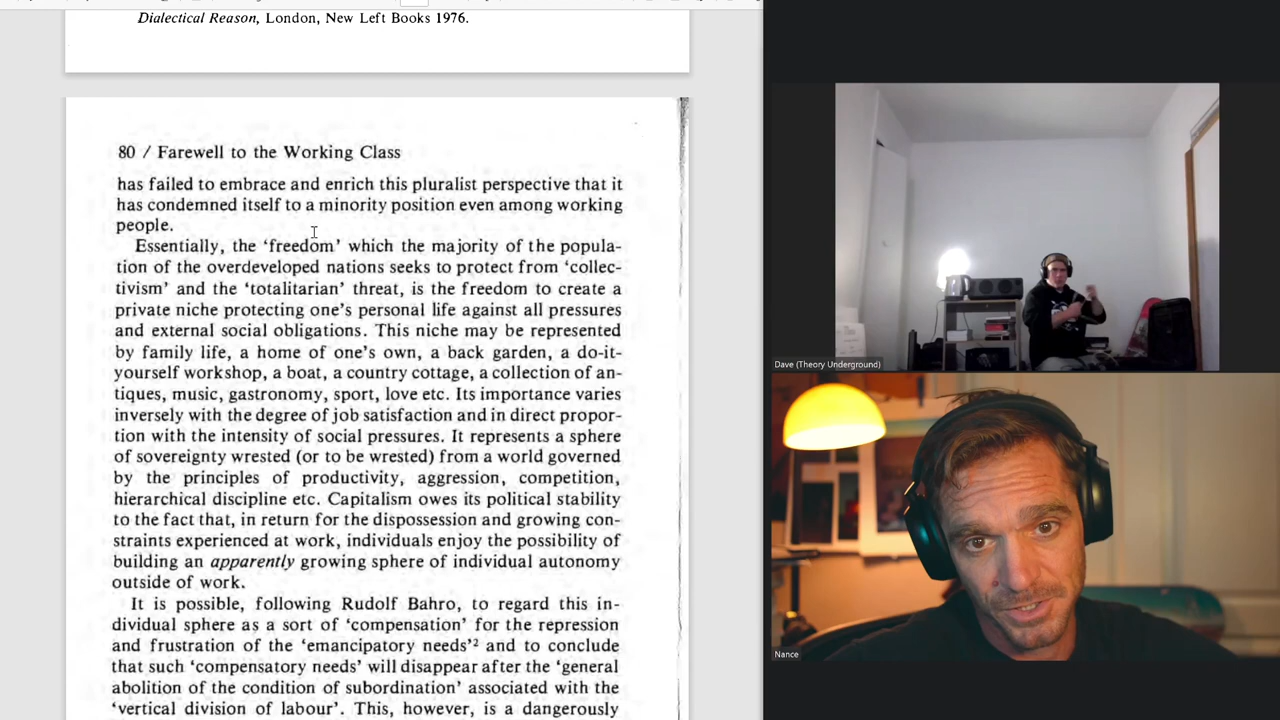 Dialectical Reason, London, New Left Books 1976.
80 / Farewell to the Working Class
has failed to embrace and enrich this pluralist perspective that it
has condemned itself to a minority position even among working
people.
Essentially, the ‘freedom’ which the majority of the popula-
tion of the overdeveloped nations seeks to protect from ‘collec-
tivism’ and the ‘totalitarian’ threat, is the freedom to create a
private niche protecting one’s personal life against all pressures
and external social obligations. This niche may be represented
by family life, a home of one’s own, a back garden, a do-it-
yourself workshop, a boat, a country cottage, a collection of an-
tiques, music, gastronomy, sport, love etc. Its importance varies
inversely with the degree of job satisfaction and in direct propor-
tion with the intensity of social pressures. It represents a sphere
of sovereignty wrested (or to be wrested) from a world governed
by the principles of productivity, aggression, competition,
hierarchical discipline etc. Capitalism owes its political stability
to the fact that, in return for the dispossession and growing con-
straints experienced at work, individuals enjoy the possibility of
building an apparently growing sphere of individual autonomy
outside of work.
It is possible, following Rudolf Bahro, to regard this in-
dividual sphere as a sort of ‘compensation’ for the repression
and frustration of the ‘emancipatory needs’² and to conclude
that such ‘compensatory needs’ will disappear after the ‘general
abolition of the condition of subordination’ associated with the
‘vertical division of labour’. This, however, is a dangerously
Dave (Theory Underground)
Nance